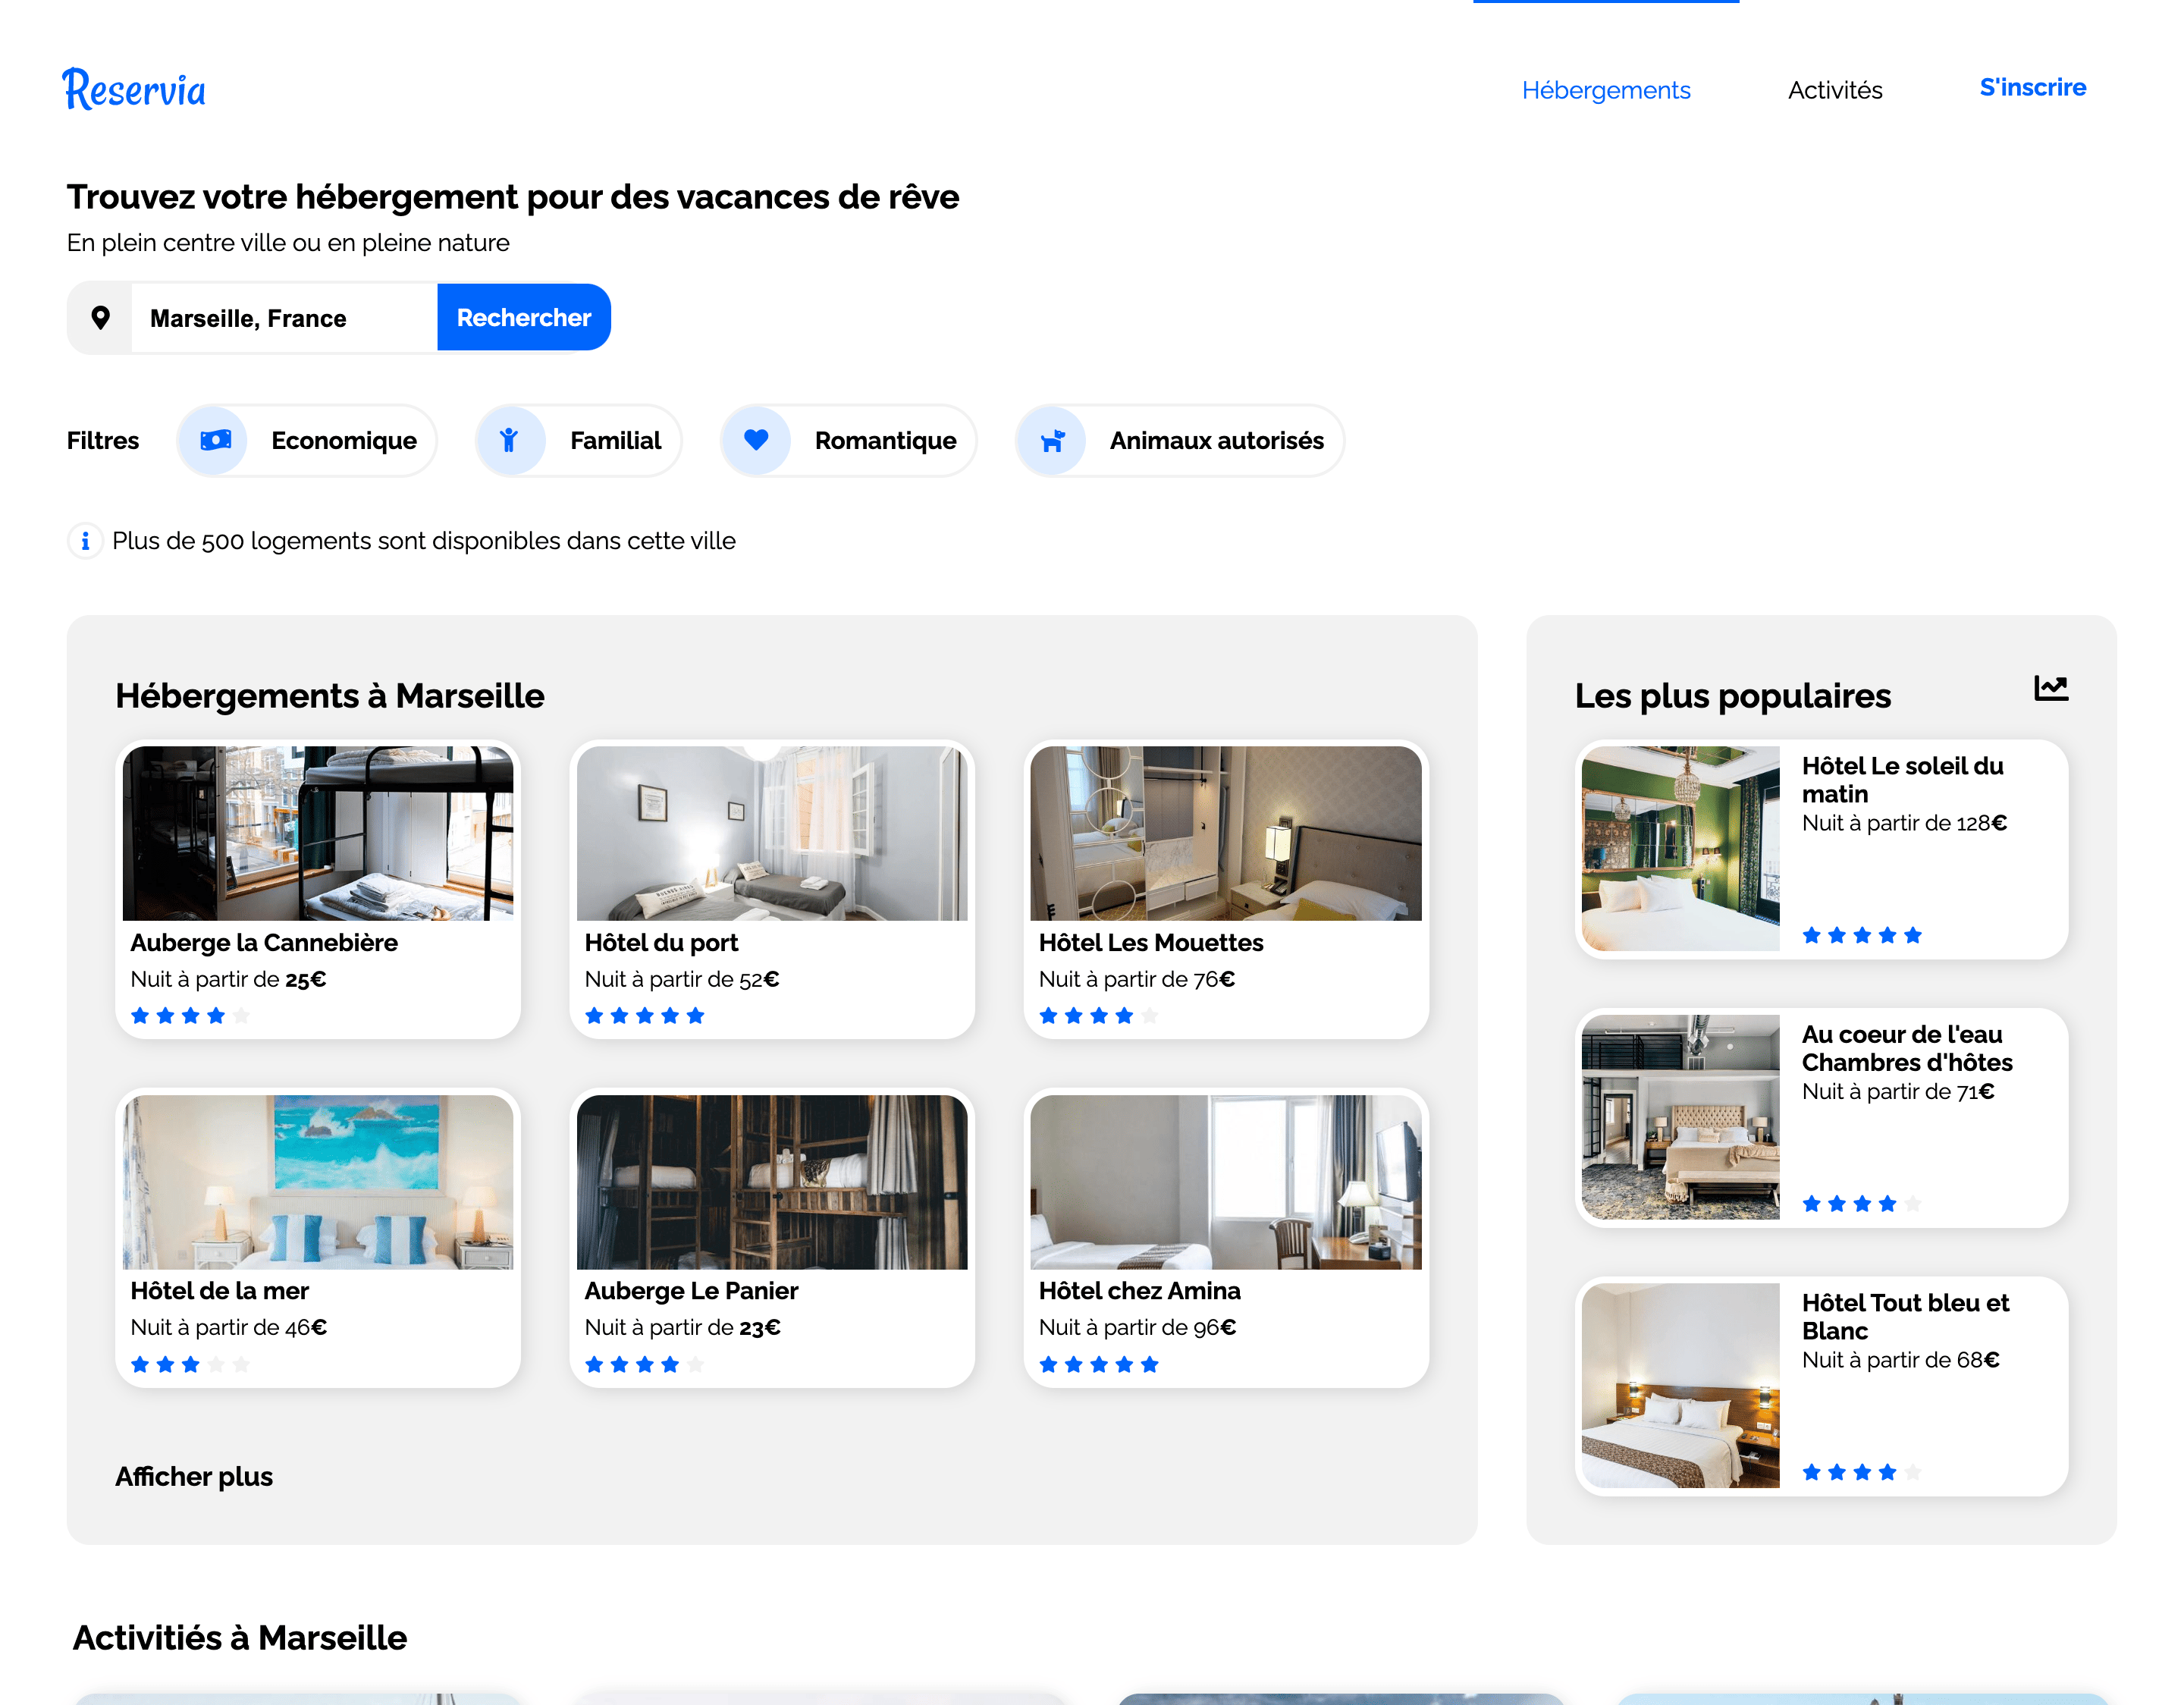 Reservia
Hébergements
Activités
S'inscrire
Trouvez votre hébergement pour des vacances de rêve
En plein centre ville ou en pleine nature
Marseille, France
Rechercher
Filtres
Economique
Familial
Romantique
Animaux autorisés
Plus de 500 logements sont disponibles dans cette ville
Hébergements à Marseille
Auberge la Cannebière
Nuit à partir de 25€
Hôtel du port
Nuit à partir de 52€
Hôtel Les Mouettes
Nuit à partir de 76€
Hôtel de la mer
Nuit à partir de 46€
Auberge Le Panier
Nuit à partir de 23€
Hôtel chez Amina
Nuit à partir de 96€
Afficher plus
Les plus populaires
Hôtel Le soleil du
matin
Nuit à partir de 128€
Au coeur de l'eau
Chambres d'hôtes
Nuit à partir de 71€
Hôtel Tout bleu et
Blanc
Nuit à partir de 68€
Activitiés à Marseille